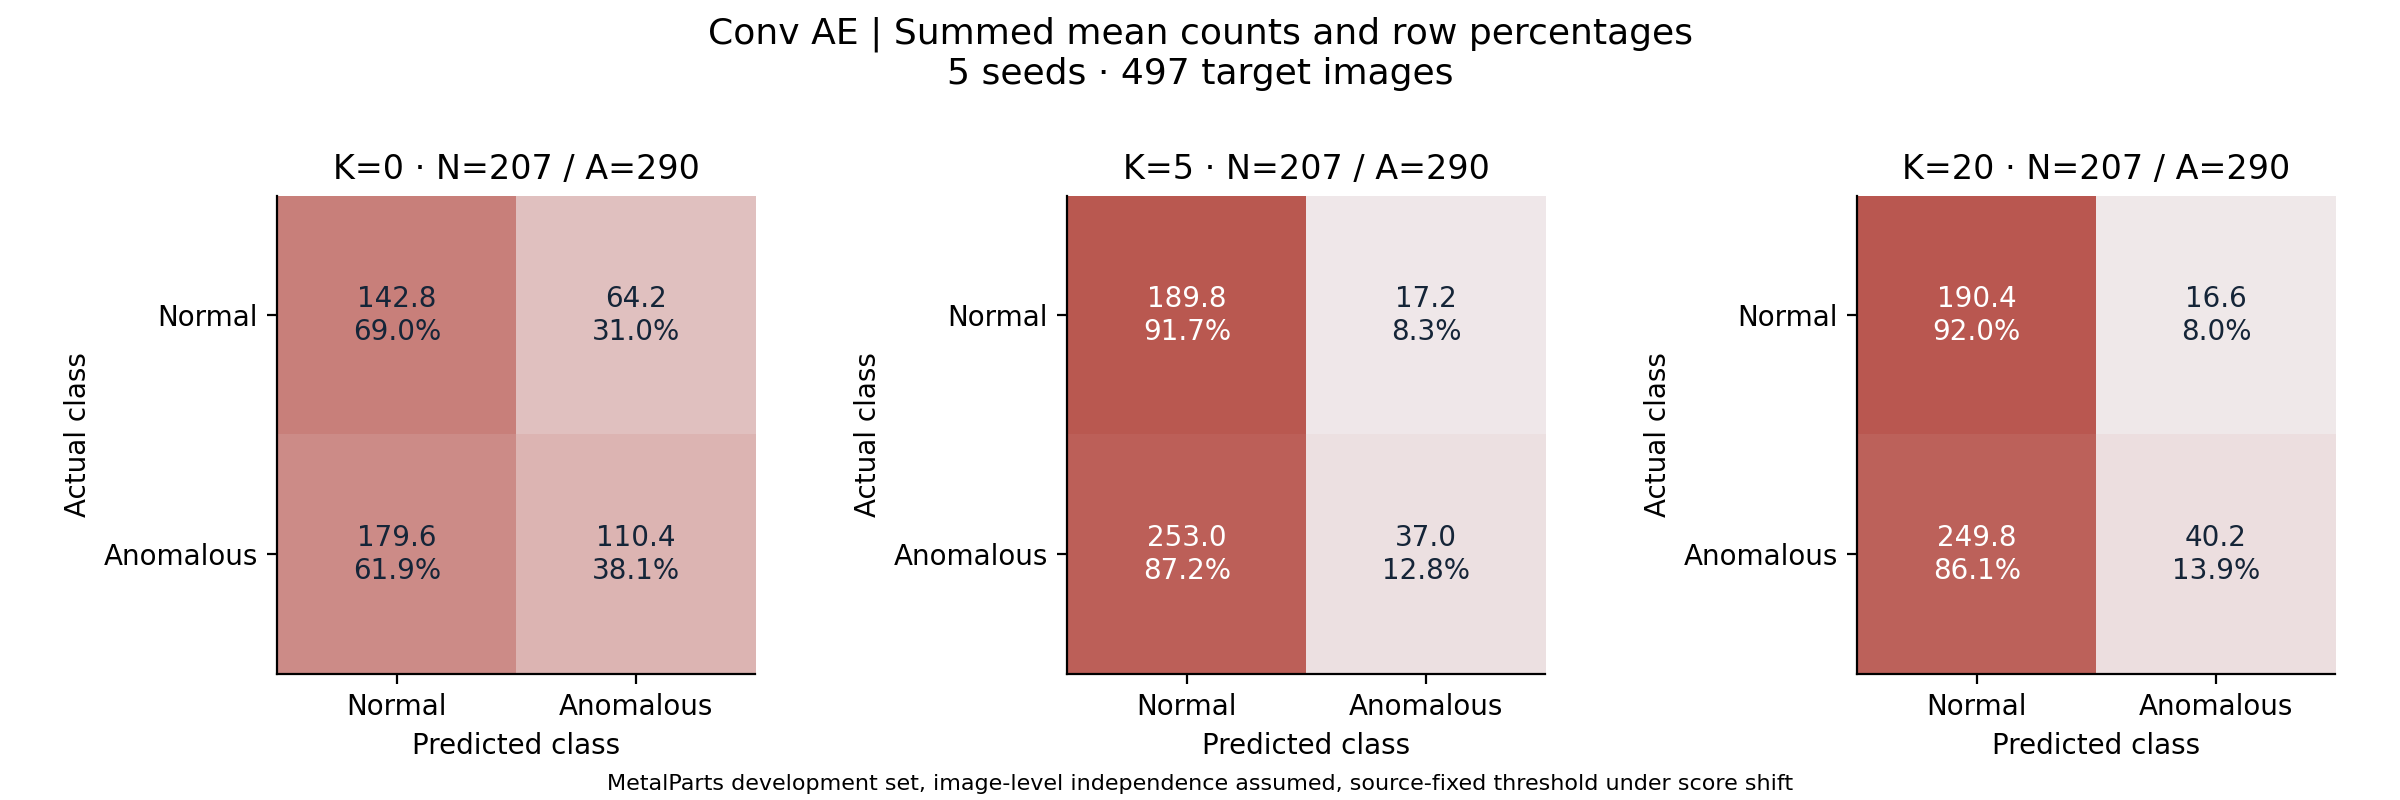 Conv AE | Summed mean counts and row percentages
5 seeds · 497 target images
K=0 · N=207 / A=290
Actual class
Normal
Anomalous
142.8
69.0%
64.2
31.0%
179.6
61.9%
110.4
38.1%
Normal
Anomalous
Predicted class
K=5 · N=207 / A=290
Actual class
Normal
Anomalous
189.8
91.7%
17.2
8.3%
253.0
87.2%
37.0
12.8%
Normal
Anomalous
Predicted class
K=20 · N=207 / A=290
Actual class
Normal
Anomalous
190.4
92.0%
16.6
8.0%
249.8
86.1%
40.2
13.9%
Normal
Anomalous
Predicted class
MetalParts development set, image-level independence assumed, source-fixed threshold under score shift